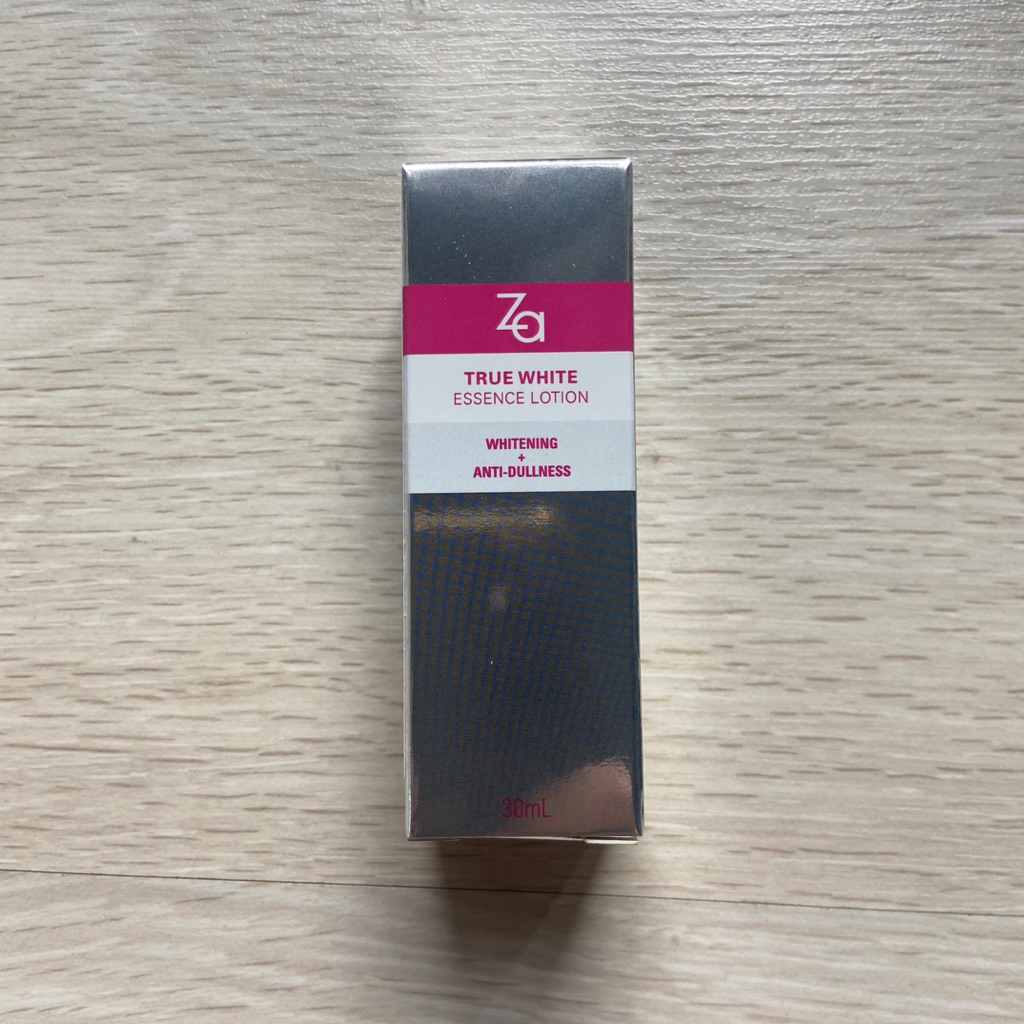 Za
TRUE WHITE
ESSENCE LOTION
WHITENING
+
ANTI-DULLNESS
30mL